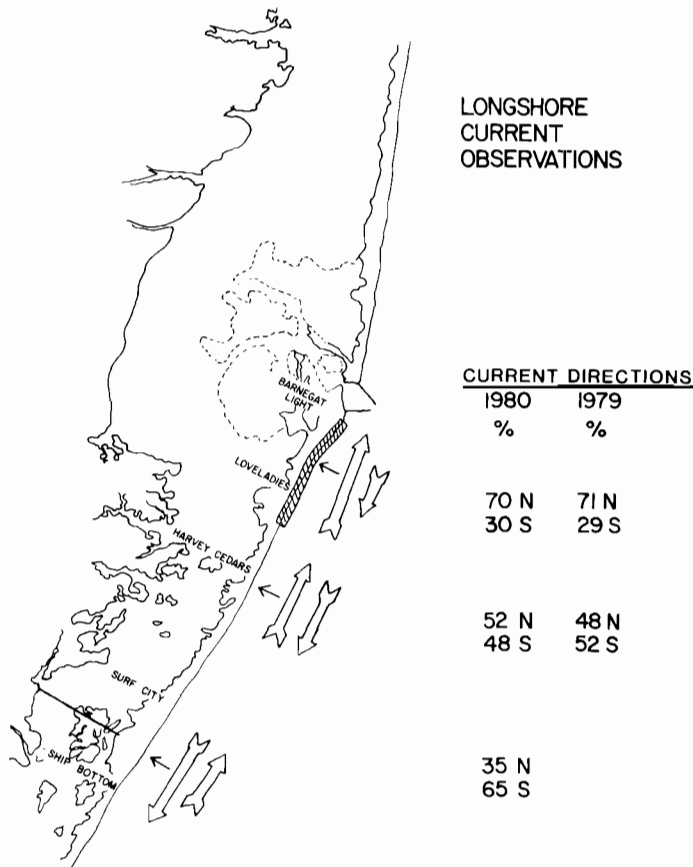 LONGSHORE
CURRENT
OBSERVATIONS
BARNEGAT
LIGHT
LOVELADIES
HARVEY CEDARS
SURF CITY
SHIP BOTTOM
CURRENT DIRECTIONS
1980 1979
% %
70 N 71 N
30 S 29 S
52 N 48 N
48 S 52 S
35 N
65 S